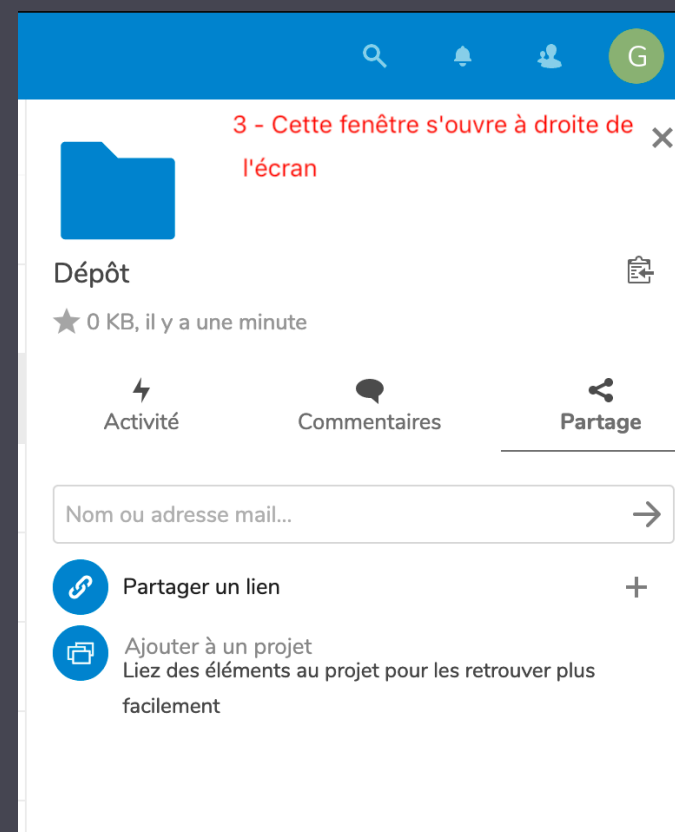 G
3 - Cette fenêtre s'ouvre à droite de
l'écran
Dépôt
0 KB, il y a une minute
Activité
Commentaires
Partage
Nom ou adresse mail...
Partager un lien
Ajouter à un projet
Liez des éléments au projet pour les retrouver plus
facilement